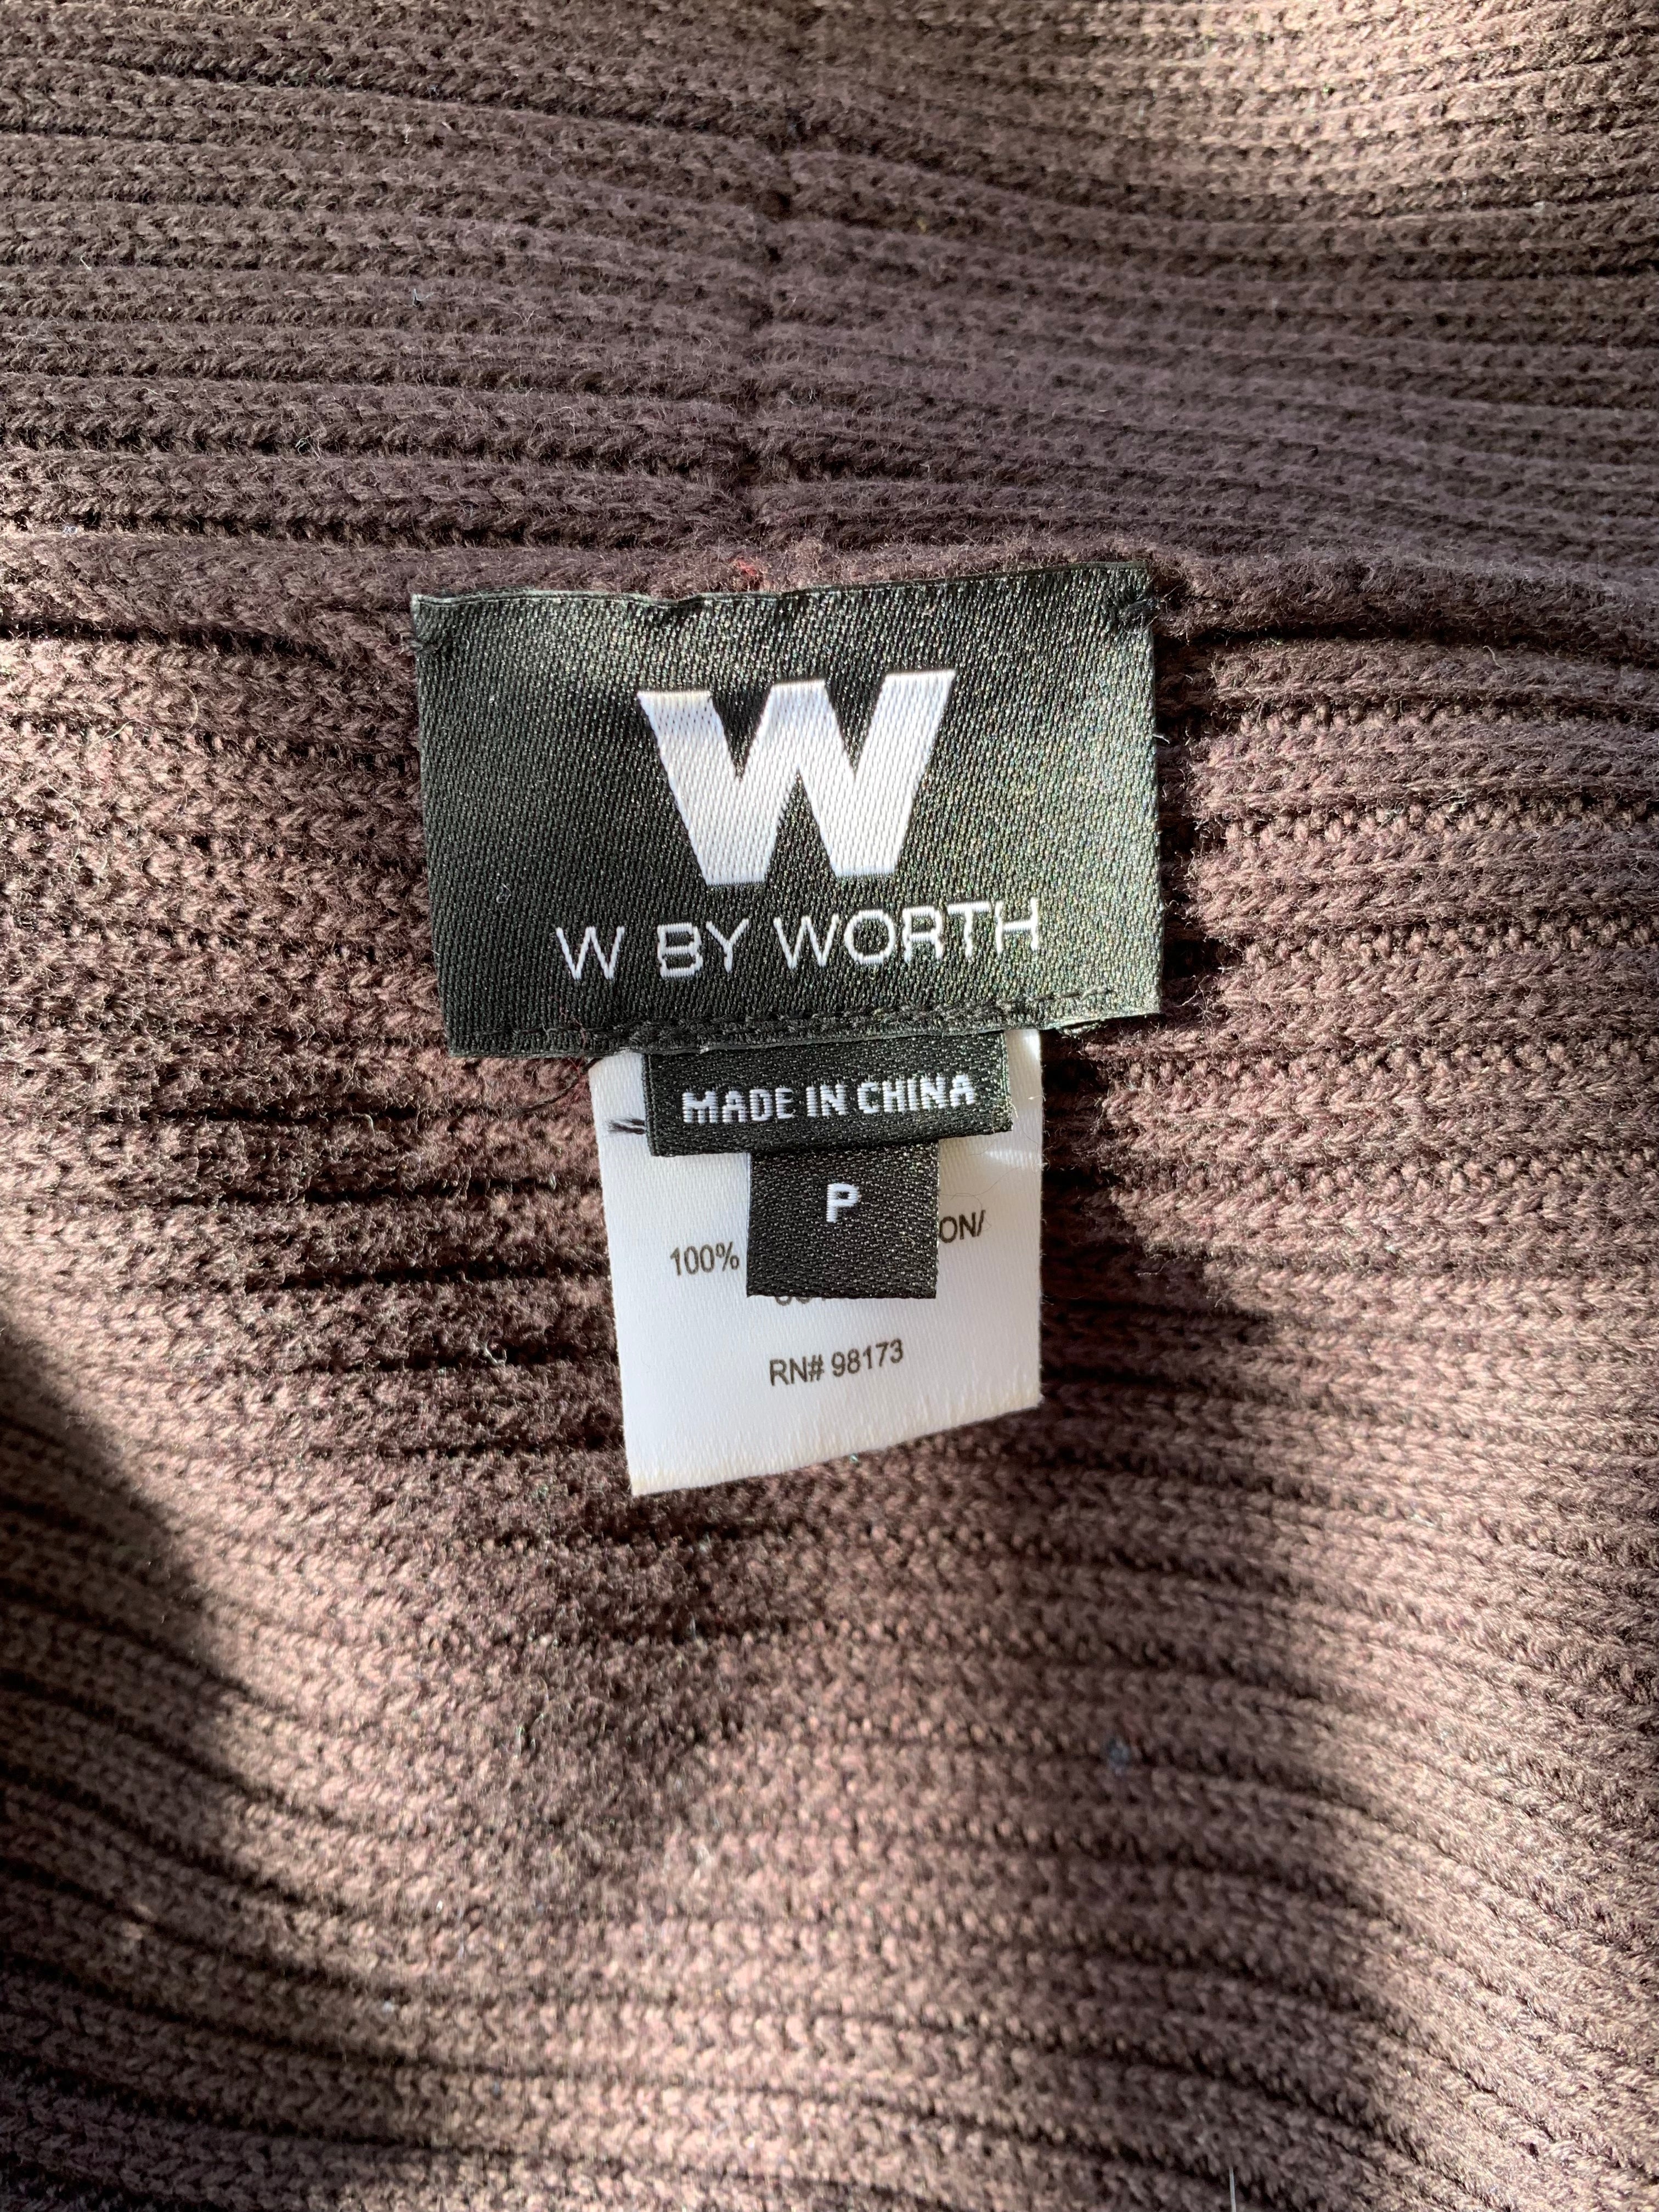 W
W BY WORTH
MADE IN CHINA
P
100% ON/
RN# 98173